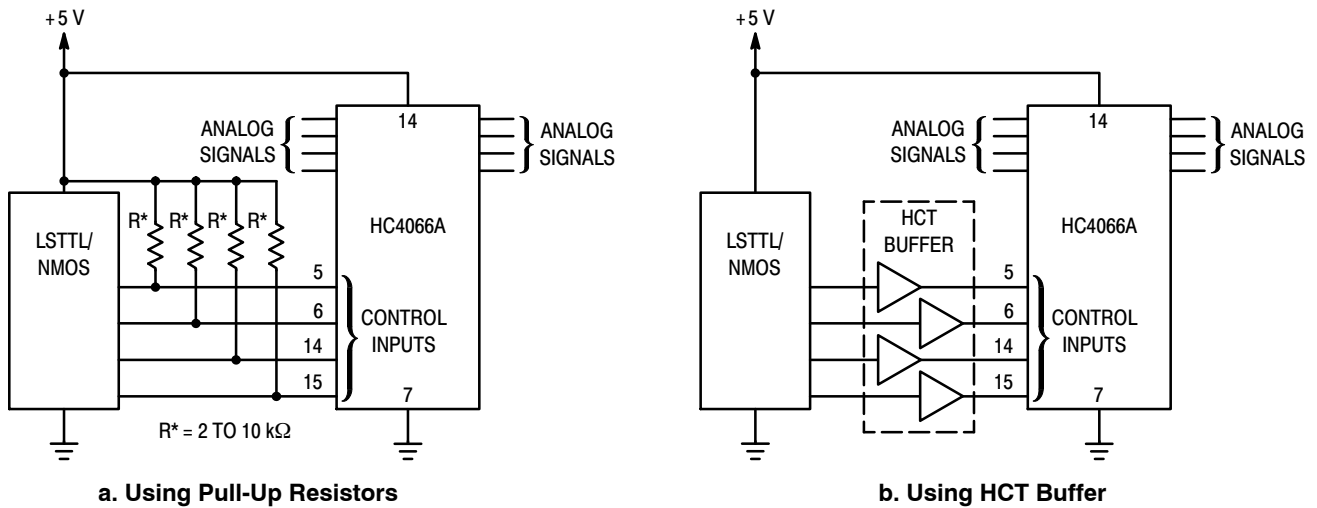 +5 V
14
ANALOG
SIGNALS
ANALOG
SIGNALS
R* R* R* R*
LSTTL/
NMOS
HC4066A
5
6
14
15
CONTROL
INPUTS
7
R* = 2 TO 10 kΩ
a. Using Pull-Up Resistors
+5 V
14
ANALOG
SIGNALS
ANALOG
SIGNALS
LSTTL/
NMOS
HCT
BUFFER
HC4066A
5
6
14
15
CONTROL
INPUTS
7
b. Using HCT Buffer